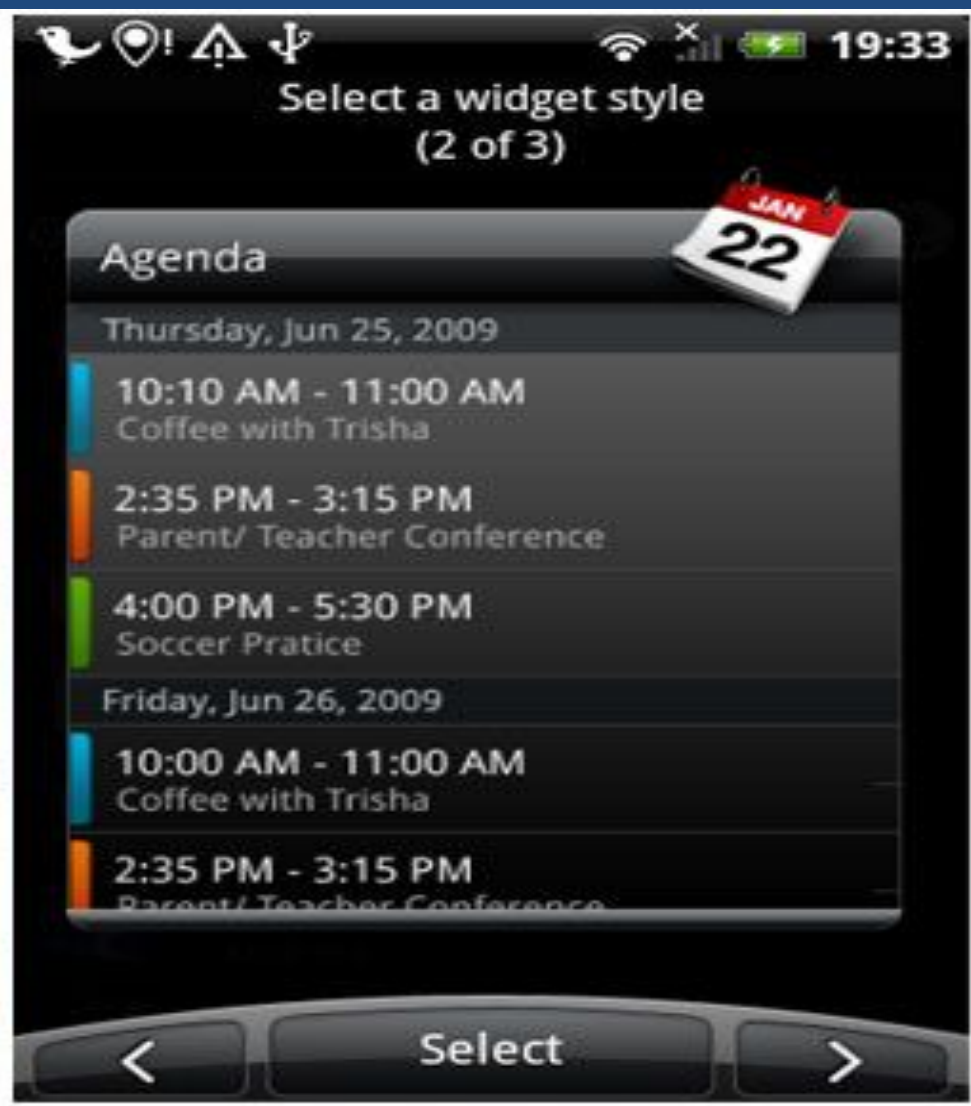 19:33
Select a widget style
(2 of 3)
JAN
22
Agenda
Thursday, Jun 25, 2009
10:10 AM - 11:00 AM
Coffee with Trisha
2:35 PM - 3:15 PM
Parent/ Teacher Conference
4:00 PM - 5:30 PM
Soccer Pratice
Friday, Jun 26, 2009
10:00 AM - 11:00 AM
Coffee with Trisha
2:35 PM - 3:15 PM
Parent/ Teacher Conference
< Select >